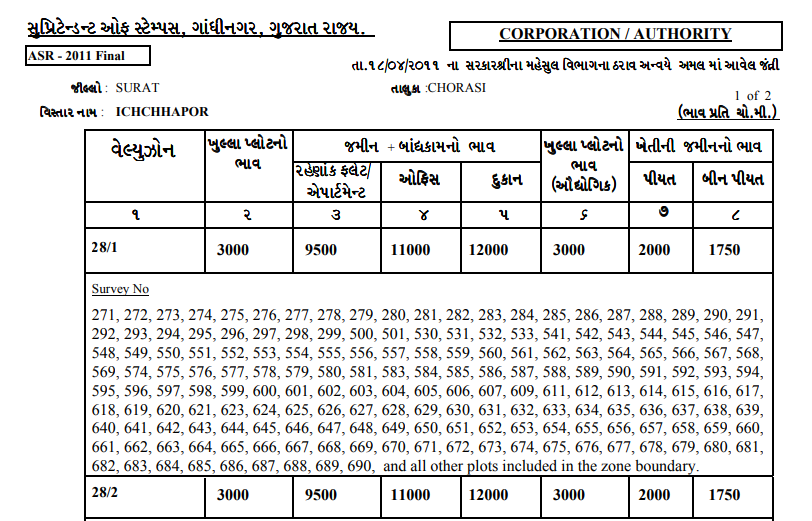 સુપ્રિટેન્ડન્ટ ઓફ સ્ટેમ્પસ, ગાંધીનગર, ગુજરાત રાજય.
CORPORATION / AUTHORITY
ASR - 2011 Final
તા.૧૮/૦૪/૨૦૧૧ ના સરકારશ્રીના મહેસુલ વિભાગના ઠરાવ અન્વયે અમલ માં આવેલ જંત્રી
જીલ્લો : SURAT તાલુકા :CHORASI
1 of 2
વિસ્તાર નામ : ICHCHHAPOR (ભાવ પ્રતિ ચો.મી.)
વેલ્યુઝોન ખુલ્લા પ્લોટનો ભાવ જમીન + બાંધકામનો ભાવ ખુલ્લા પ્લોટનો ભાવ (ઔદ્યોગિક) ખેતીની જમીનનો ભાવ
રહેણાંક ફલેટ/એપાર્ટમેન્ટ ઓફિસ દુકાન પીયત બીન પીયત
૧ ૨ ૩ ૪ ૫ ૬ ૭ ૮
28/1 3000 9500 11000 12000 3000 2000 1750
Survey No
271, 272, 273, 274, 275, 276, 277, 278, 279, 280, 281, 282, 283, 284, 285, 286, 287, 288, 289, 290, 291,
292, 293, 294, 295, 296, 297, 298, 299, 500, 501, 530, 531, 532, 533, 541, 542, 543, 544, 545, 546, 547,
548, 549, 550, 551, 552, 553, 554, 555, 556, 557, 558, 559, 560, 561, 562, 563, 564, 565, 566, 567, 568,
569, 574, 575, 576, 577, 578, 579, 580, 581, 583, 584, 585, 586, 587, 588, 589, 590, 591, 592, 593, 594,
595, 596, 597, 598, 599, 600, 601, 602, 603, 604, 605, 606, 607, 609, 611, 612, 613, 614, 615, 616, 617,
618, 619, 620, 621, 623, 624, 625, 626, 627, 628, 629, 630, 631, 632, 633, 634, 635, 636, 637, 638, 639,
640, 641, 642, 643, 644, 645, 646, 647, 648, 649, 650, 651, 652, 653, 654, 655, 656, 657, 658, 659, 660,
661, 662, 663, 664, 665, 666, 667, 668, 669, 670, 671, 672, 673, 674, 675, 676, 677, 678, 679, 680, 681,
682, 683, 684, 685, 686, 687, 688, 689, 690, and all other plots included in the zone boundary.
28/2 3000 9500 11000 12000 3000 2000 1750